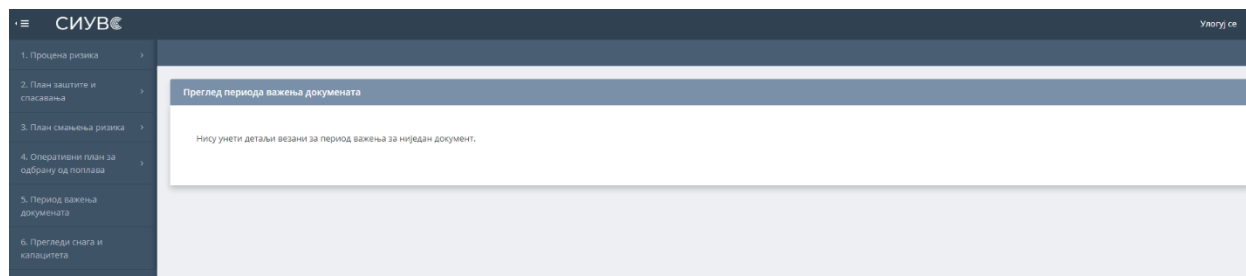 СИУВС
Улогуј се
1. Процена ризика
2. План заштите и
спасавања
3. План смањења ризика
4. Оперативни план за
одбрану од поплава
5. Период важења
докумената
6. Прегледи снага и
капацитета
Преглед периода важења докумената
Нису унети детаљи везани за период важења за ниједан документ.